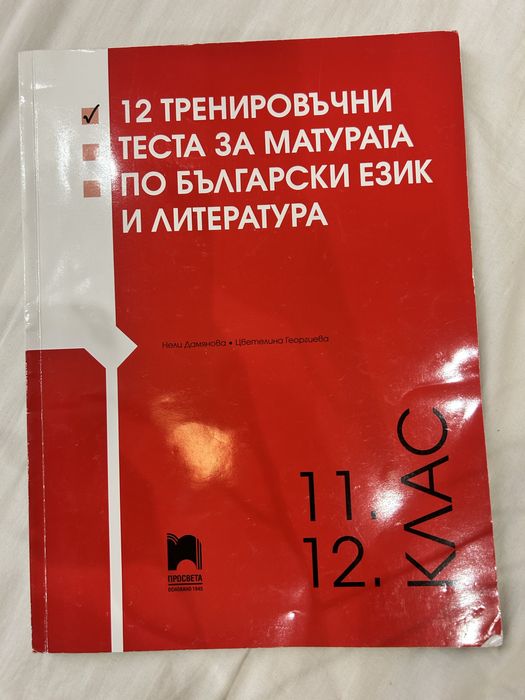 12 ТРЕНИРОВЪЧНИ
ТЕСТА ЗА МАТУРАТА
ПО БЪЛГАРСКИ ЕЗИК
И ЛИТЕРАТУРА
Нели Дамянова • Цветелина Георгиева
11.
12.
КЛАС
ПРОСВЕТА
ОСНОВАНО 1945